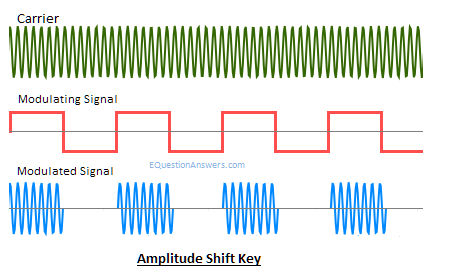 Carrier
Modulating Signal
EQuestionAnswers.com
Modulated Signal
Amplitude Shift Key